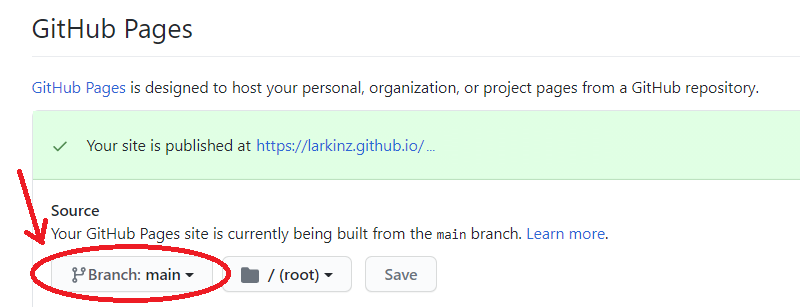 GitHub Pages
GitHub Pages is designed to host your personal, organization, or project pages from a GitHub repository.
Your site is published at https://larkinz.github.io/...
Source
Your GitHub Pages site is currently being built from the main branch. Learn more.
Branch: main / (root) Save